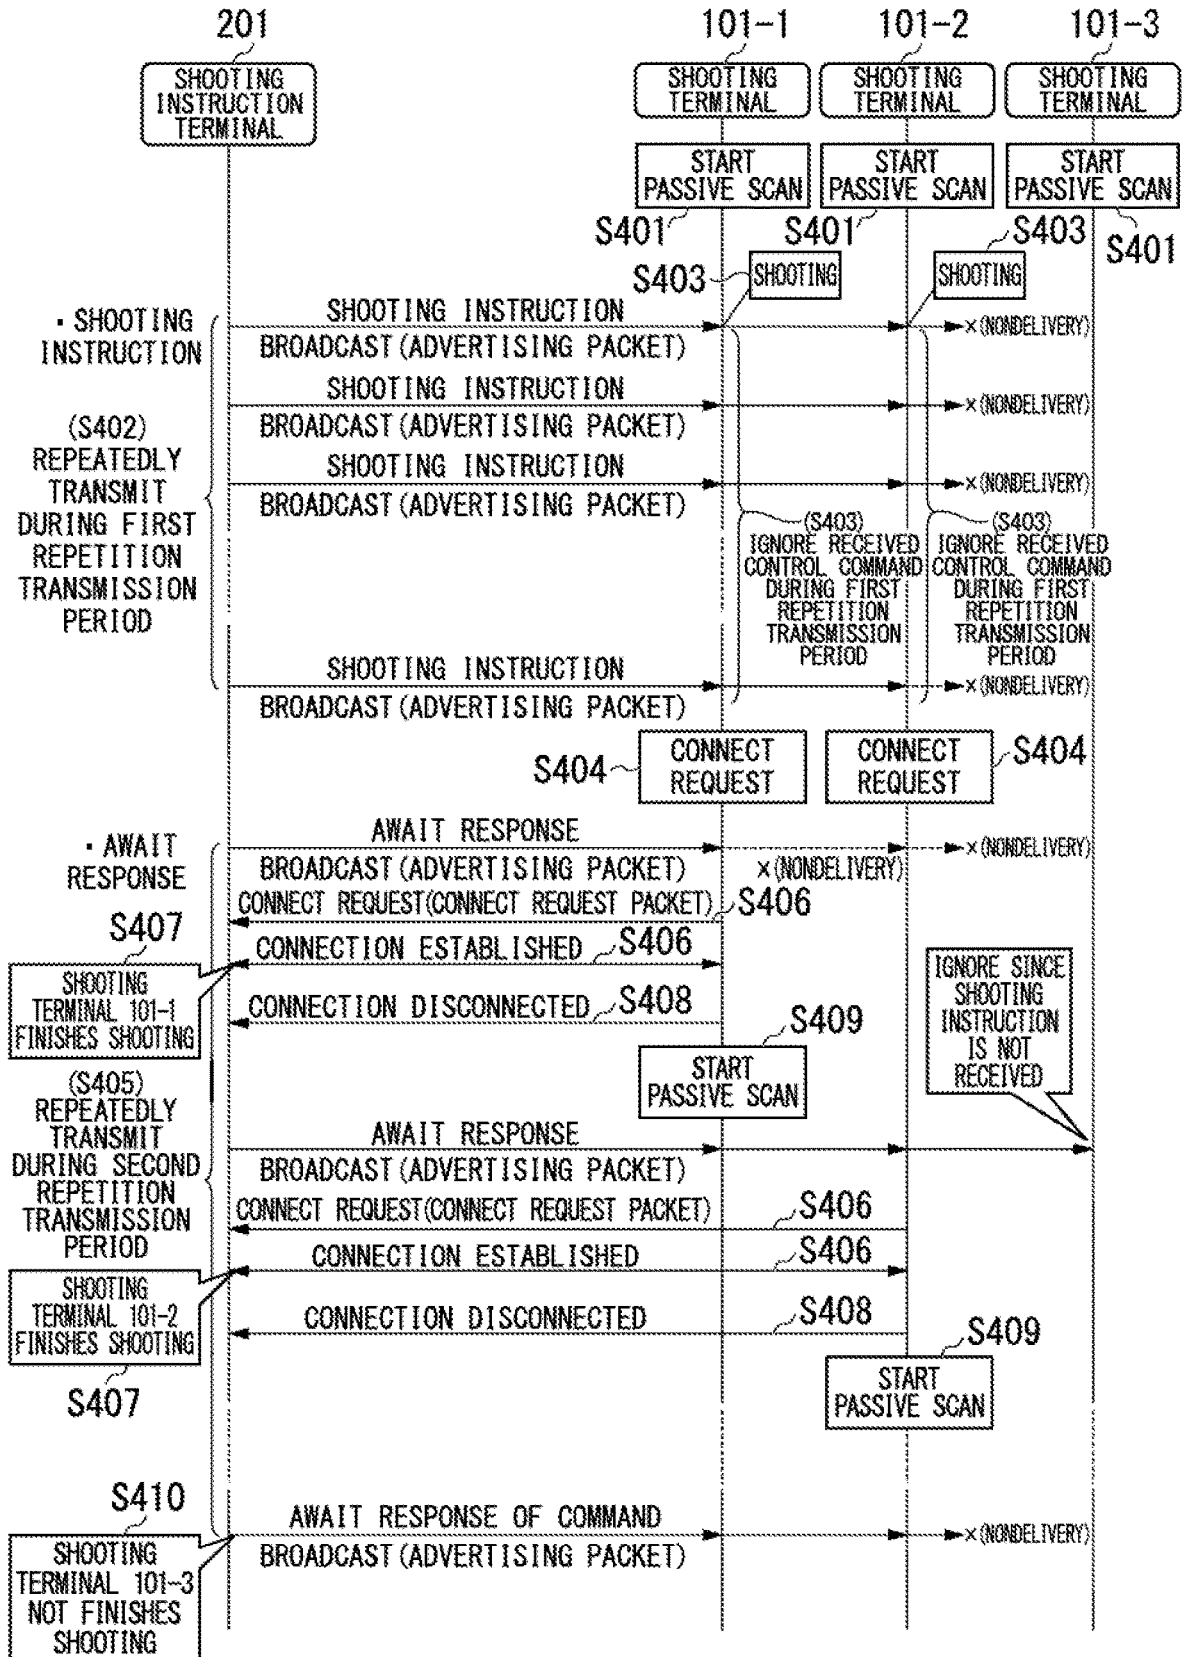 201
101-1
101-2
101-3
SHOOTING
INSTRUCTION
TERMINAL
SHOOTING
TERMINAL
SHOOTING
TERMINAL
SHOOTING
TERMINAL
START
PASSIVE SCAN
START
PASSIVE SCAN
START
PASSIVE SCAN
S401
S401
S401
S403
SHOOTING
S403
SHOOTING
・SHOOTING
INSTRUCTION
SHOOTING INSTRUCTION
BROADCAST(ADVERTISING PACKET)
×(NONDELIVERY)
SHOOTING INSTRUCTION
BROADCAST(ADVERTISING PACKET)
×(NONDELIVERY)
SHOOTING INSTRUCTION
BROADCAST(ADVERTISING PACKET)
×(NONDELIVERY)
(S402)
REPEATEDLY
TRANSMIT
DURING FIRST
REPETITION
TRANSMISSION
PERIOD
(S403)
IGNORE RECEIVED
CONTROL COMMAND
DURING FIRST
REPETITION
TRANSMISSION
PERIOD
(S403)
IGNORE RECEIVED
CONTROL COMMAND
DURING FIRST
REPETITION
TRANSMISSION
PERIOD
SHOOTING INSTRUCTION
BROADCAST(ADVERTISING PACKET)
×(NONDELIVERY)
S404
CONNECT
REQUEST
CONNECT
REQUEST
S404
・AWAIT
RESPONSE
AWAIT RESPONSE
BROADCAST(ADVERTISING PACKET)
×(NONDELIVERY)
×(NONDELIVERY)
CONNECT REQUEST(CONNECT REQUEST PACKET)
S406
S407
SHOOTING
TERMINAL 101-1
FINISHES SHOOTING
CONNECTION ESTABLISHED
S406
CONNECTION DISCONNECTED
S408
S409
START
PASSIVE SCAN
IGNORE SINCE
SHOOTING
INSTRUCTION
IS NOT
RECEIVED
(S405)
REPEATEDLY
TRANSMIT
DURING SECOND
REPETITION
TRANSMISSION
PERIOD
AWAIT RESPONSE
BROADCAST(ADVERTISING PACKET)
CONNECT REQUEST(CONNECT REQUEST PACKET)
S406
CONNECTION ESTABLISHED
S406
SHOOTING
TERMINAL 101-2
FINISHES SHOOTING
S407
CONNECTION DISCONNECTED
S408
S409
START
PASSIVE SCAN
S410
SHOOTING
TERMINAL 101-3
NOT FINISHES
SHOOTING
AWAIT RESPONSE OF COMMAND
BROADCAST(ADVERTISING PACKET)
×(NONDELIVERY)